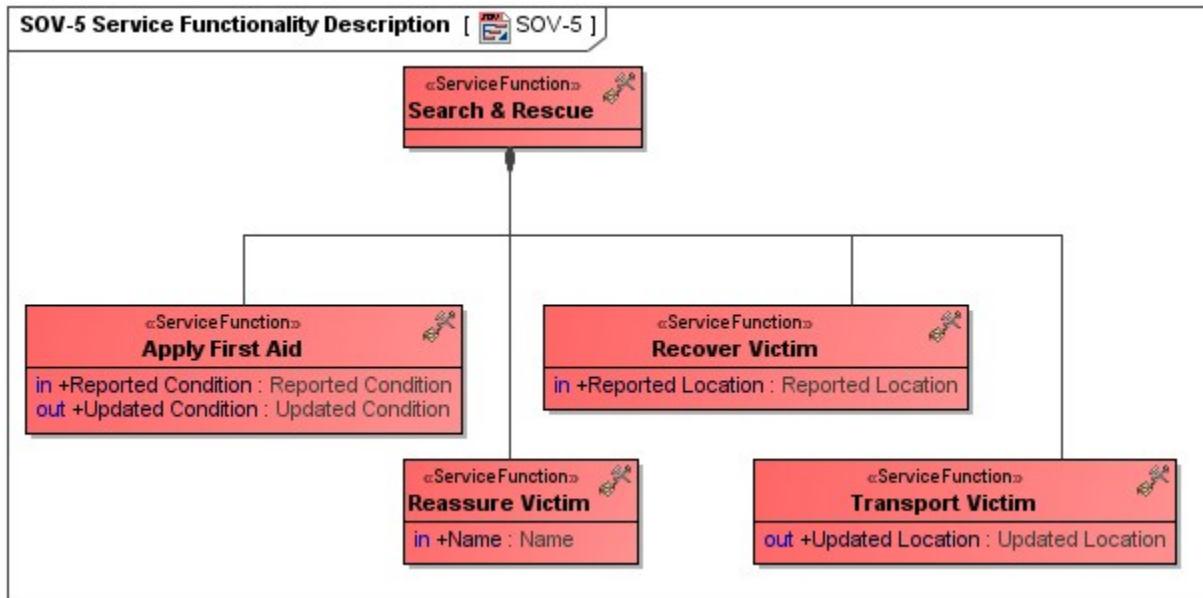 SOV-5 Service Functionality Description [ SOV-5 ]
«ServiceFunction»
Search & Rescue
«ServiceFunction»
Apply First Aid
in +Reported Condition : Reported Condition
out +Updated Condition : Updated Condition
«ServiceFunction»
Recover Victim
in +Reported Location : Reported Location
«ServiceFunction»
Reassure Victim
in +Name : Name
«ServiceFunction»
Transport Victim
out +Updated Location : Updated Location